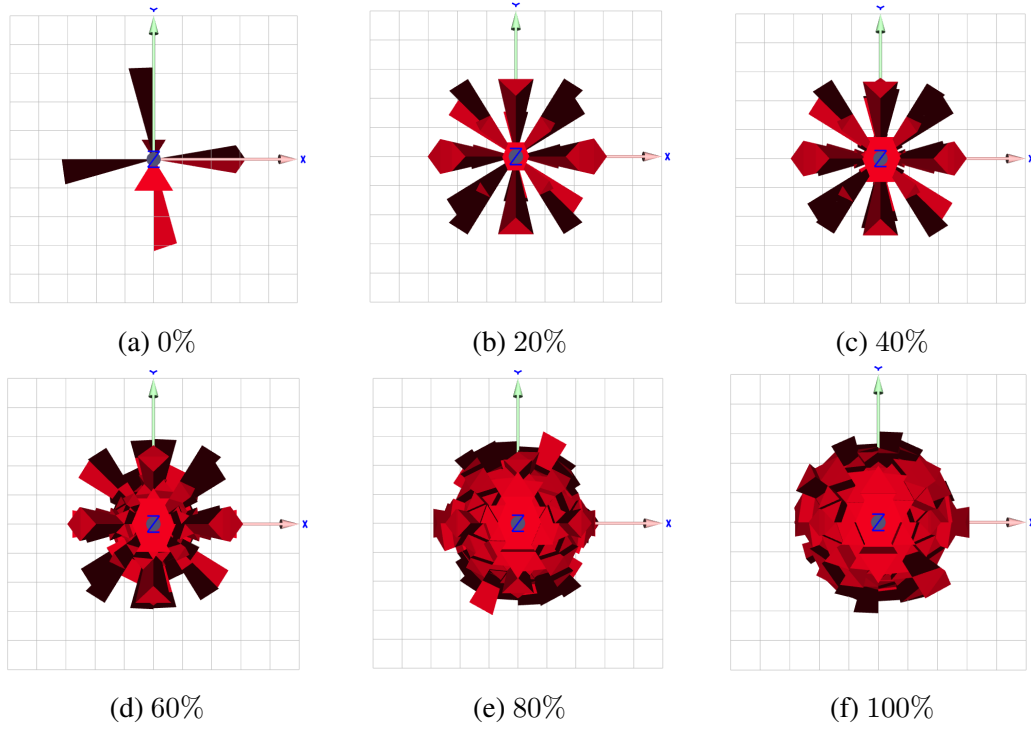 Y Y Y
Z X Z X Z X
(a) 0% (b) 20% (c) 40%
Y Y Y
Z X Z X Z X
(d) 60% (e) 80% (f) 100%